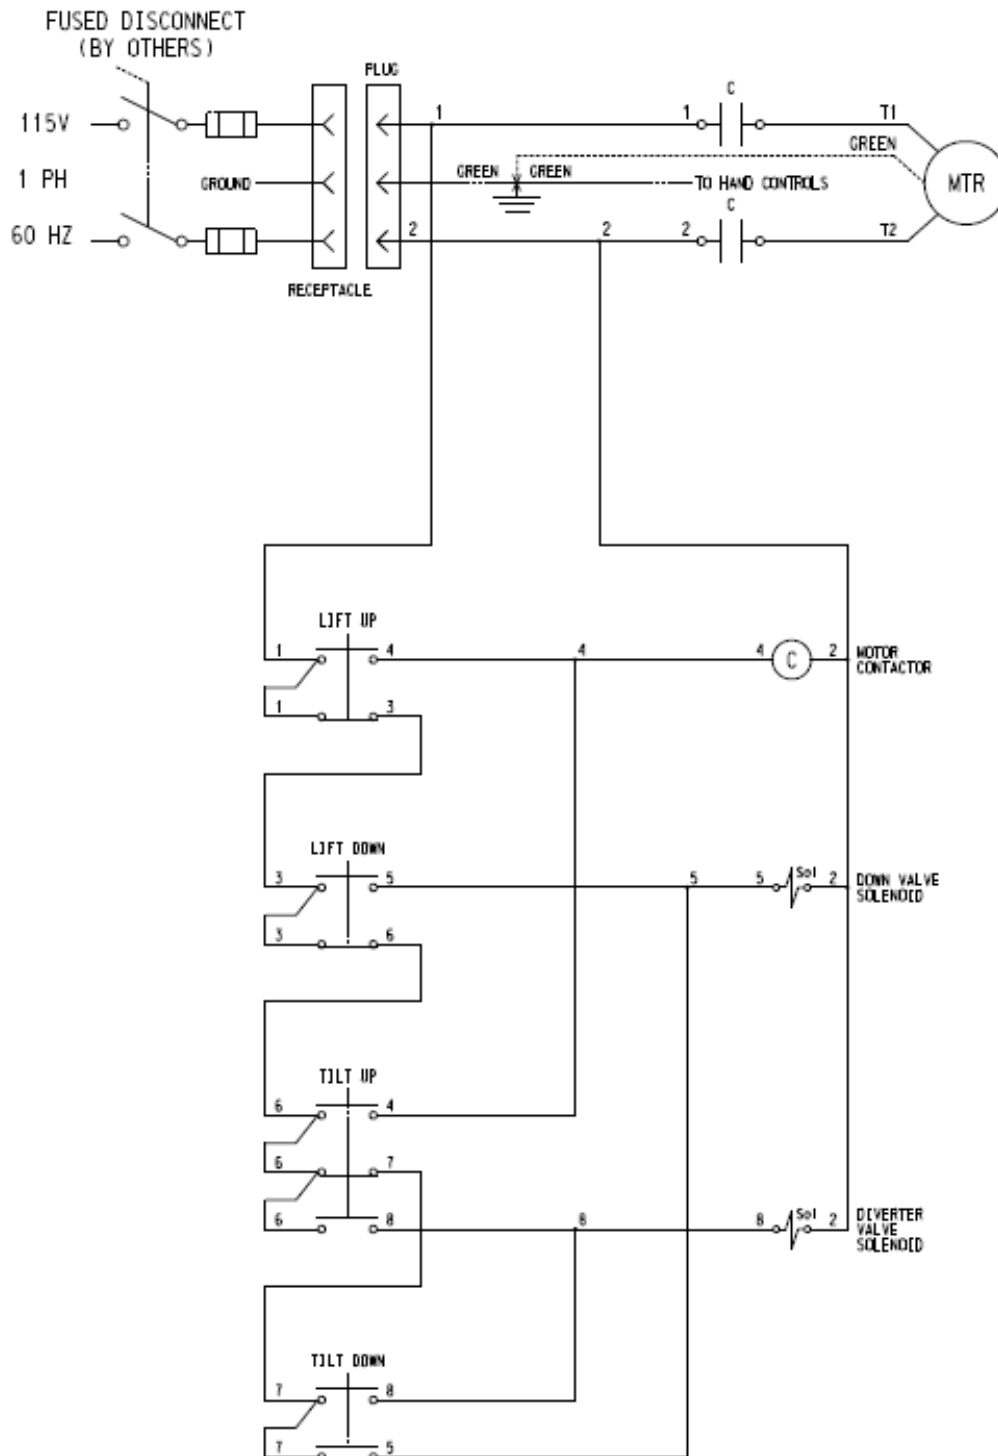 FUSED DISCONNECT
(BY OTHERS)
PLUG
C
115V
1
1
T1
GREEN
1 PH
GROUND
GREEN
GREEN
TO HAND CONTROLS
MTR
C
60 HZ
2
2
2
T2
RECEPTACLE
LIFT UP
1
4
4
4
C
2
MOTOR
CONTACTOR
1
3
LIFT DOWN
3
5
5
5
Sol
2
DOWN VALVE
SOLENOID
3
6
TILT UP
6
4
6
7
6
8
8
8
Sol
2
DIVERTER
VALVE
SOLENOID
TILT DOWN
7
8
7
5